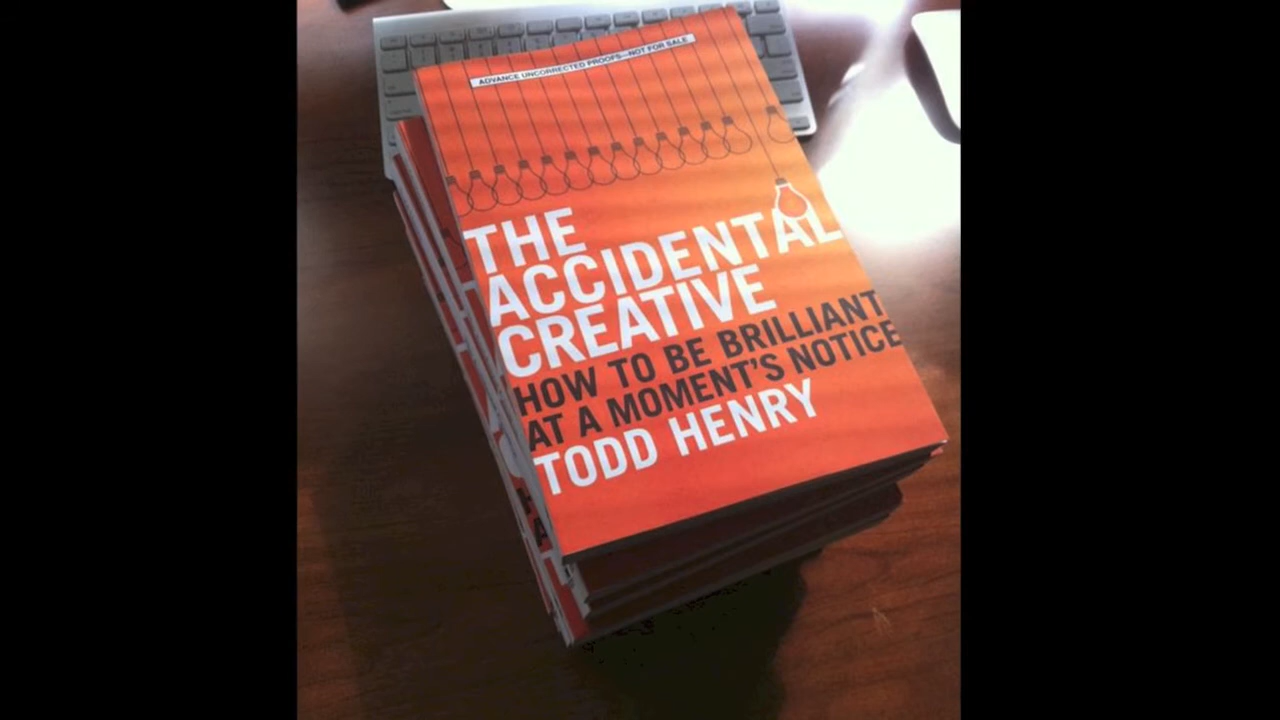 ADVANCE UNCORRECTED PROOFS—NOT FOR SALE
THE
ACCIDENTAL
CREATIVE
HOW TO BE BRILLIANT
AT A MOMENT'S NOTICE
TODD HENRY